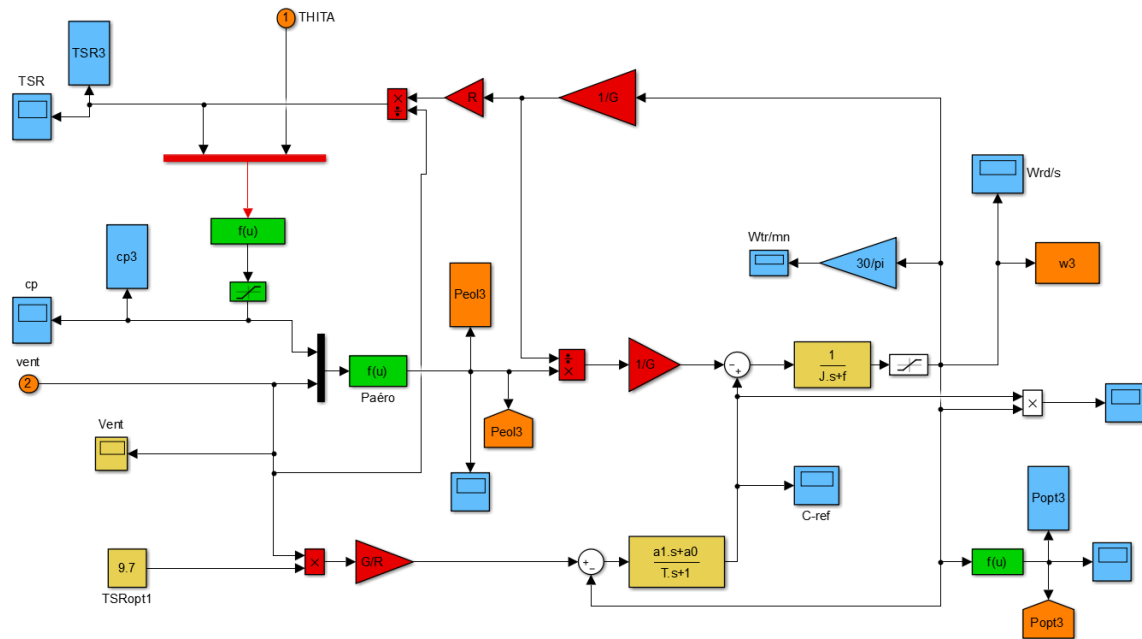 1
THITA
TSR3
TSR
×
÷
R
1/G
Wrd/s
f(u)
cp3
Wtr/mn
30/pi
w3
cp
Peol3
vent
2
f(u)
Paéro
÷
×
1/G
−
+
1
J.s+f
×
Peol3
Vent
C-ref
Popt3
9.7
TSRopt1
×
G/R
+
−
a1.s+a0
T.s+1
f(u)
Popt3